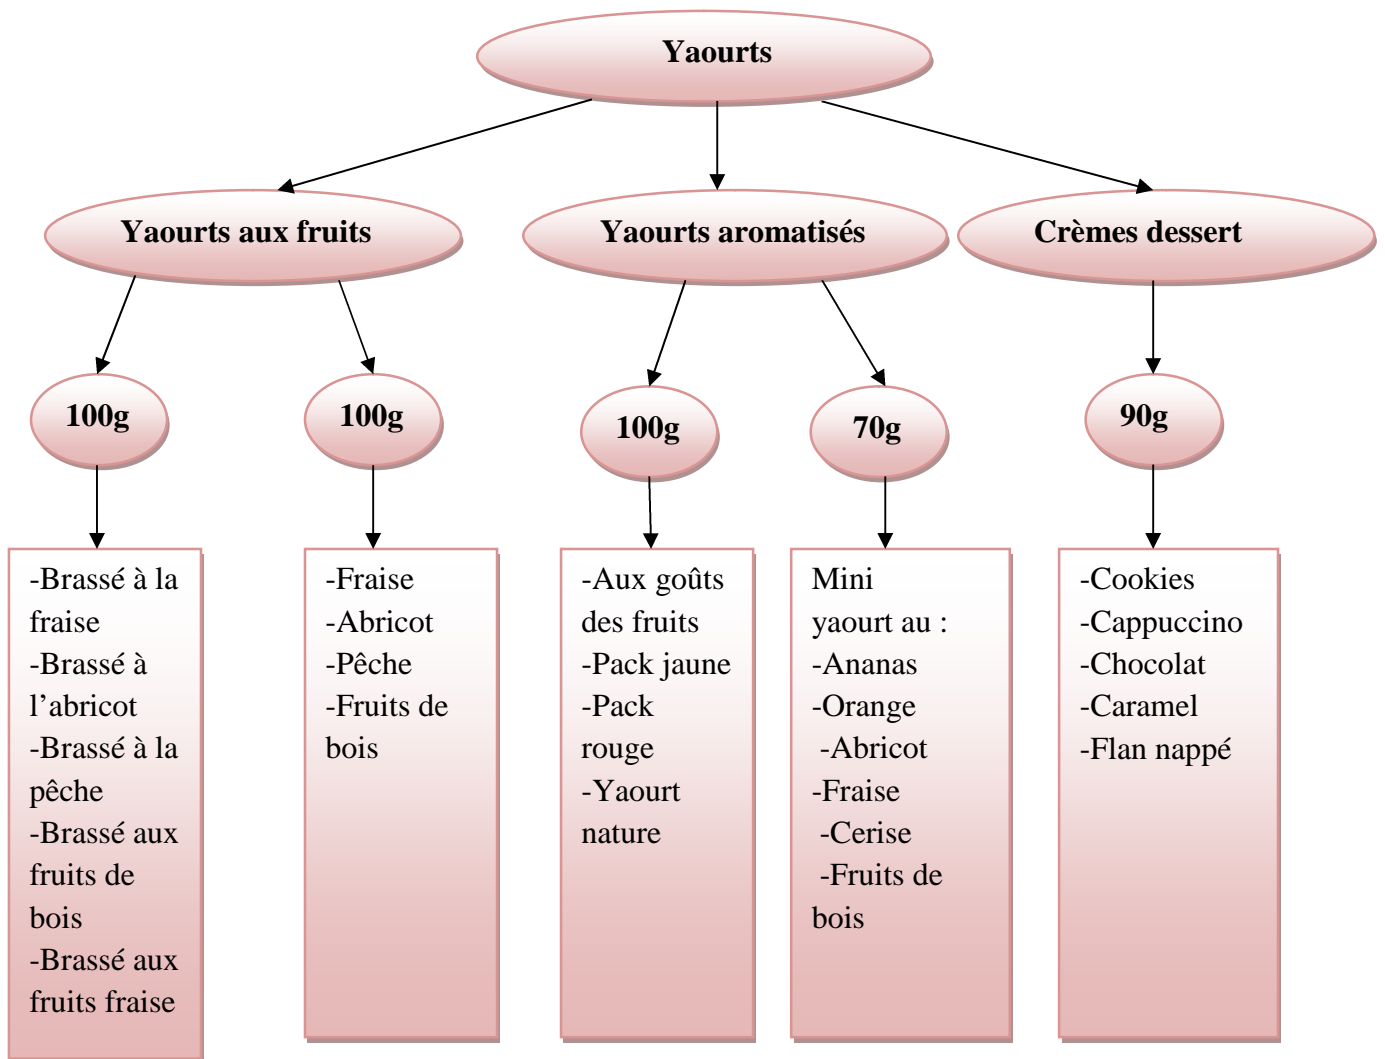 Yaourts
Yaourts aux fruits
Yaourts aromatisés
Crèmes dessert
100g
100g
100g
70g
90g
-Brassé à la
fraise
-Brassé à
l’abricot
-Brassé à la
pêche
-Brassé aux
fruits de
bois
-Brassé aux
fruits fraise
-Fraise
-Abricot
-Pêche
-Fruits de
bois
-Aux goûts
des fruits
-Pack jaune
-Pack
rouge
-Yaourt
nature
Mini
yaourt au :
-Ananas
-Orange
-Abricot
-Fraise
-Cerise
-Fruits de
bois
-Cookies
-Cappuccino
-Chocolat
-Caramel
-Flan nappé